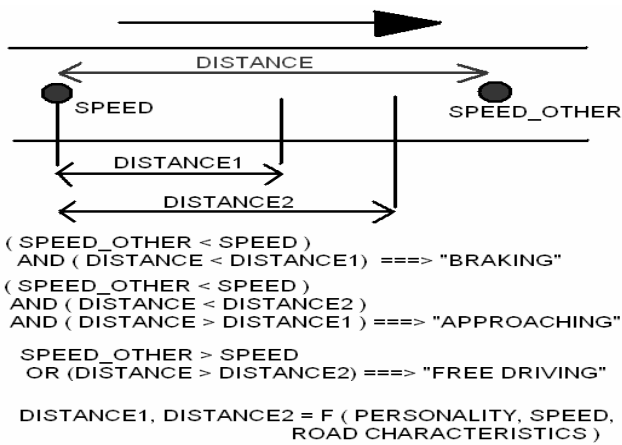 DISTANCE
SPEED
SPEED_OTHER
DISTANCE1
DISTANCE2
( SPEED_OTHER < SPEED )
AND ( DISTANCE < DISTANCE1) ===> "BRAKING"
( SPEED_OTHER < SPEED )
AND ( DISTANCE < DISTANCE2 )
AND ( DISTANCE > DISTANCE1 ) ===> "APPROACHING"
SPEED_OTHER > SPEED
OR (DISTANCE > DISTANCE2) ===> "FREE DRIVING"
DISTANCE1, DISTANCE2 = F ( PERSONALITY, SPEED,
ROAD CHARACTERISTICS )